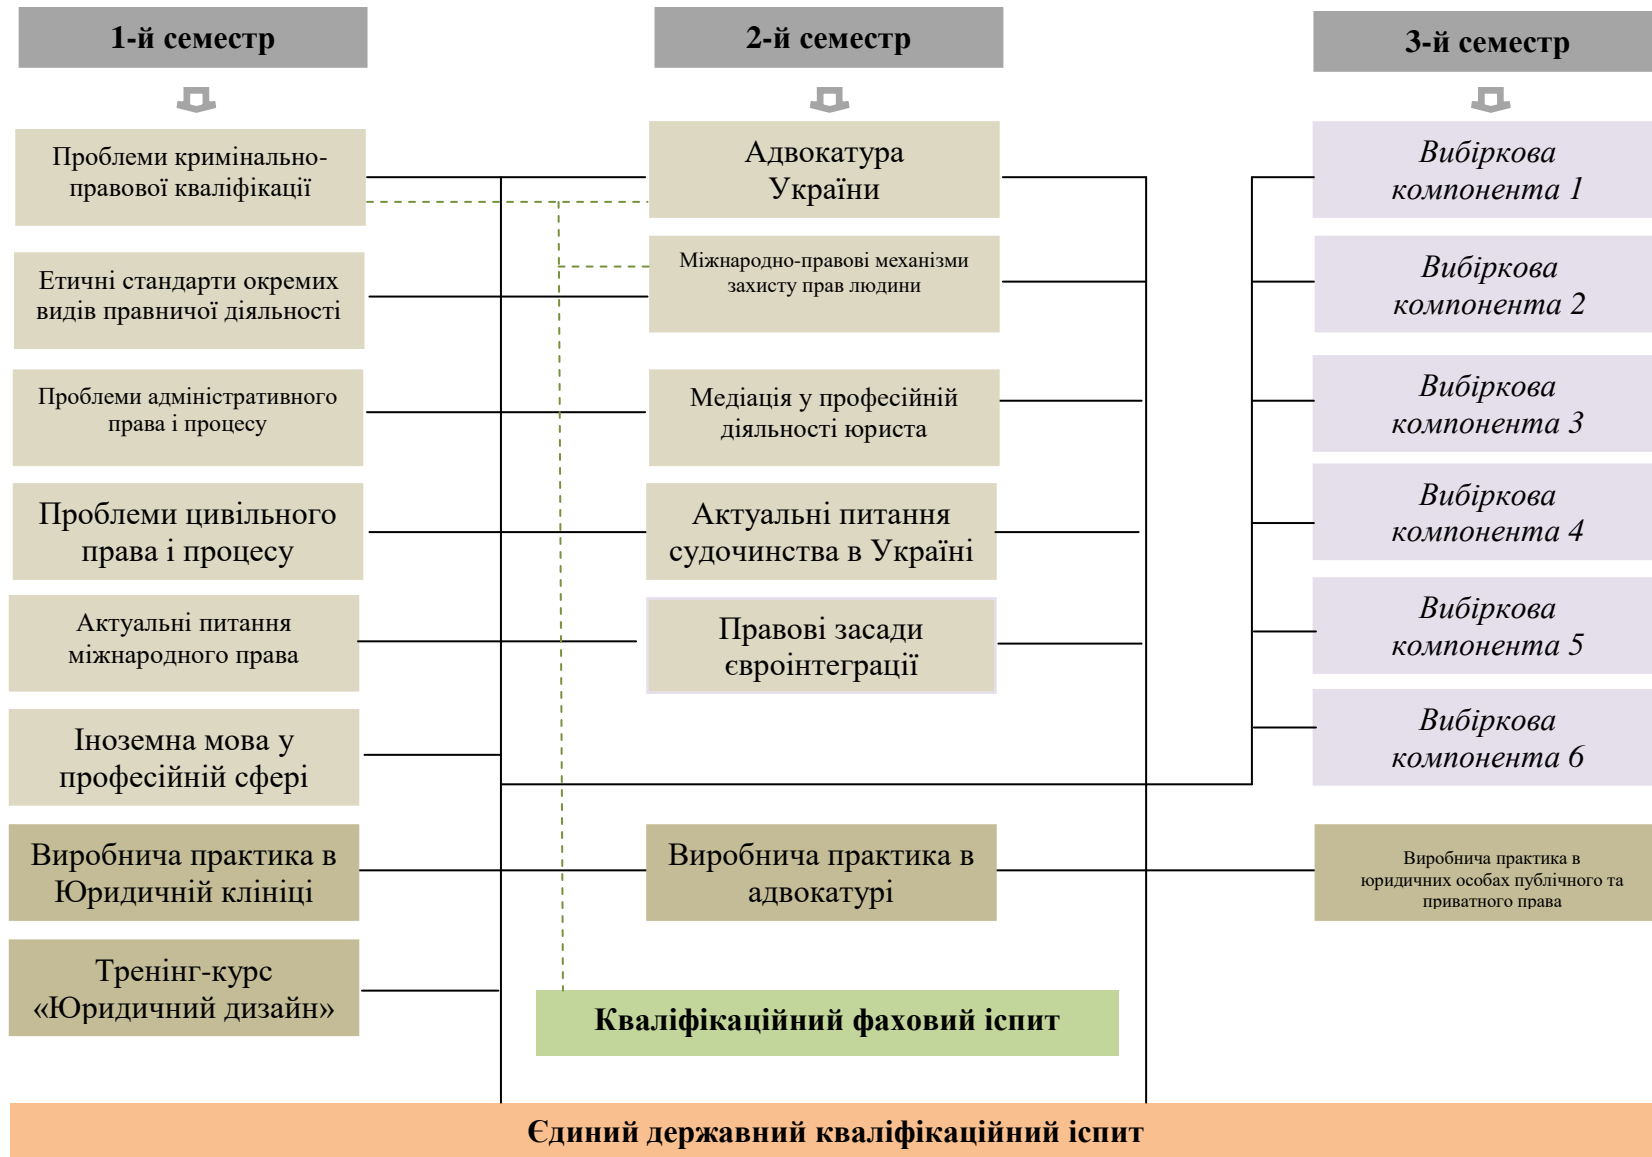 1-й семестр
2-й семестр
3-й семестр
Проблеми кримінально-
правової кваліфікації
Адвокатура
України
Вибіркова
компонента 1
Етичні стандарти окремих
видів правничої діяльності
Міжнародно-правові механізми
захисту прав людини
Вибіркова
компонента 2
Проблеми адміністративного
права і процесу
Медіація у професійній
діяльності юриста
Вибіркова
компонента 3
Проблеми цивільного
права і процесу
Актуальні питання
судочинства в Україні
Вибіркова
компонента 4
Актуальні питання
міжнародного права
Правові засади
євроінтеграції
Вибіркова
компонента 5
Іноземна мова у
професійній сфері
Вибіркова
компонента 6
Виробнича практика в
Юридичній клініці
Виробнича практика в
адвокатурі
Виробнича практика в
юридичних особах публічного та
приватного права
Тренінг-курс
«Юридичний дизайн»
Кваліфікаційний фаховий іспит
Єдиний державний кваліфікаційний іспит